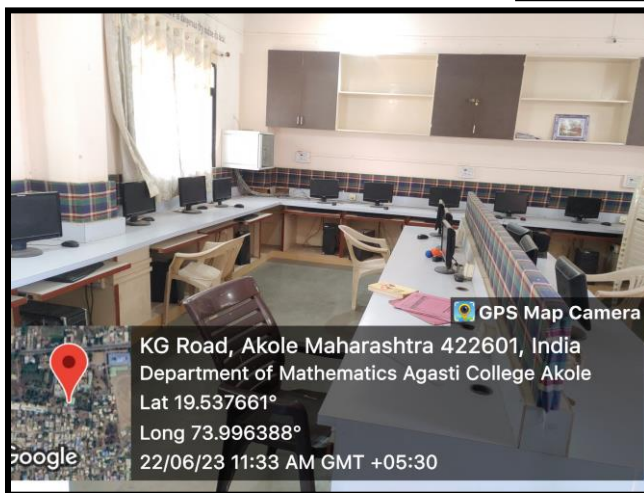 GPS Map Camera
KG Road, Akole Maharashtra 422601, India
Department of Mathematics Agasti College Akole
Lat 19.537661°
Long 73.996388°
22/06/23 11:33 AM GMT +05:30
Google